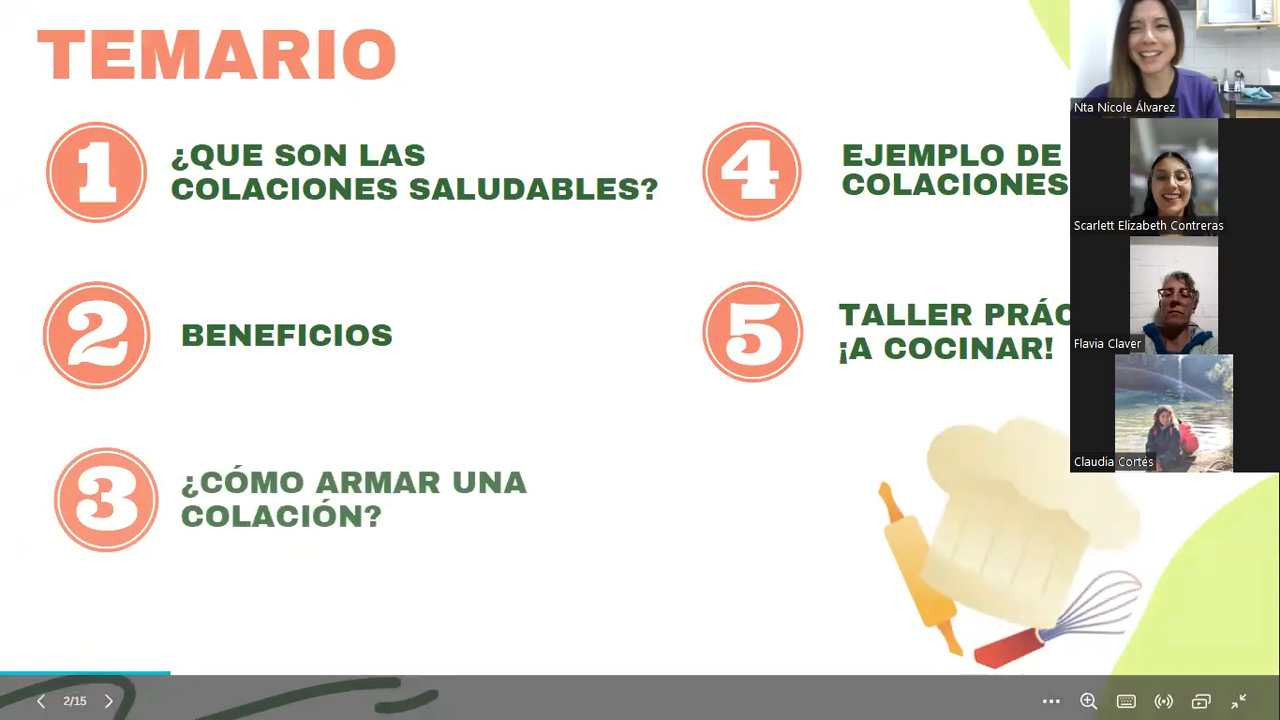 TEMARIO
1
¿QUE SON LAS
COLACIONES SALUDABLES?
2
BENEFICIOS
3
¿CÓMO ARMAR UNA
COLACIÓN?
4
EJEMPLO DE
COLACIONES
5
TALLER PRÁC
¡A COCINAR!
Nta Nicole Álvarez
Scarlett Elizabeth Contreras
Flavia Claver
Claudia Cortés
2/15